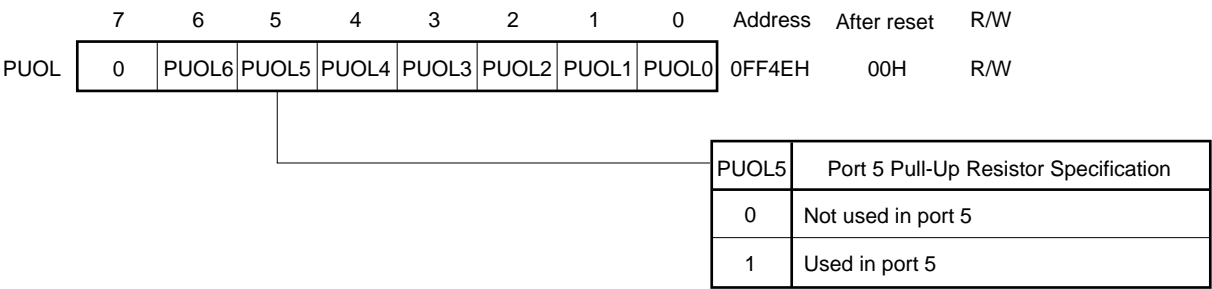 7 6 5 4 3 2 1 0 Address After reset R/W
PUOL 0 PUOL6 PUOL5 PUOL4 PUOL3 PUOL2 PUOL1 PUOL0 0FF4EH 00H R/W
PUOL5 Port 5 Pull-Up Resistor Specification
0 Not used in port 5
1 Used in port 5